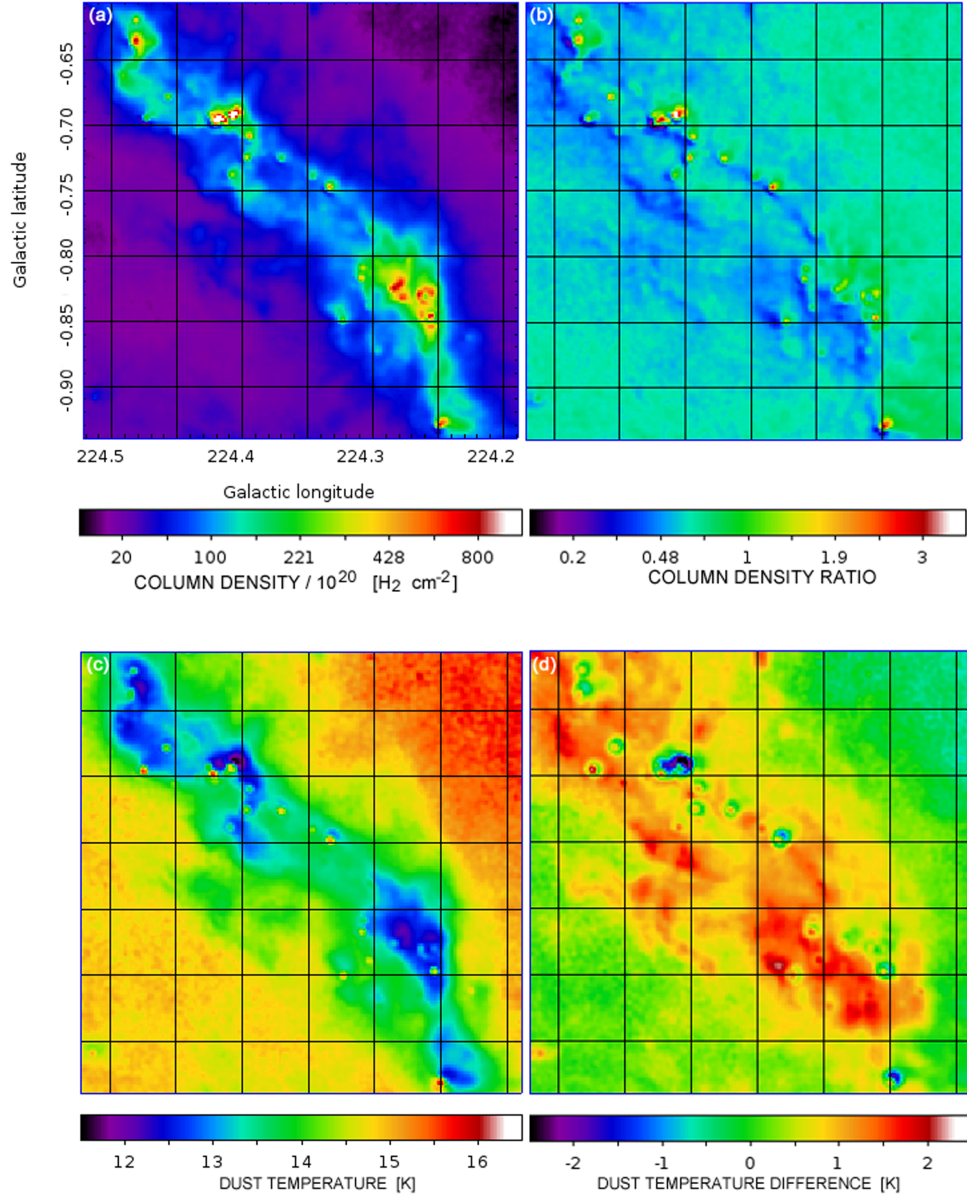 (a)
(b)
-0.65
-0.70
-0.75
-0.80
-0.85
-0.90
Galactic latitude
224.5 224.4 224.3 224.2
Galactic longitude
20 100 221 428 800
COLUMN DENSITY / 10²⁰ [H₂ cm⁻²]
0.2 0.48 1 1.9 3
COLUMN DENSITY RATIO
(c)
(d)
12 13 14 15 16
DUST TEMPERATURE [K]
-2 -1 0 1 2
DUST TEMPERATURE DIFFERENCE [K]